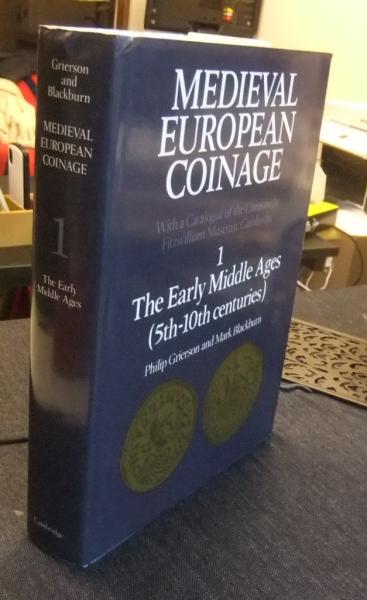 Grierson
and
Blackburn
MEDIEVAL
EUROPEAN
COINAGE
1
The Early
Middle Ages
Cambridge
MEDIEVAL
EUROPEAN
COINAGE
With a Catalogue of the Coins in the
Fitzwilliam Museum, Cambridge
1
The Early Middle Ages
(5th-10th centuries)
Philip Grierson and Mark Blackburn